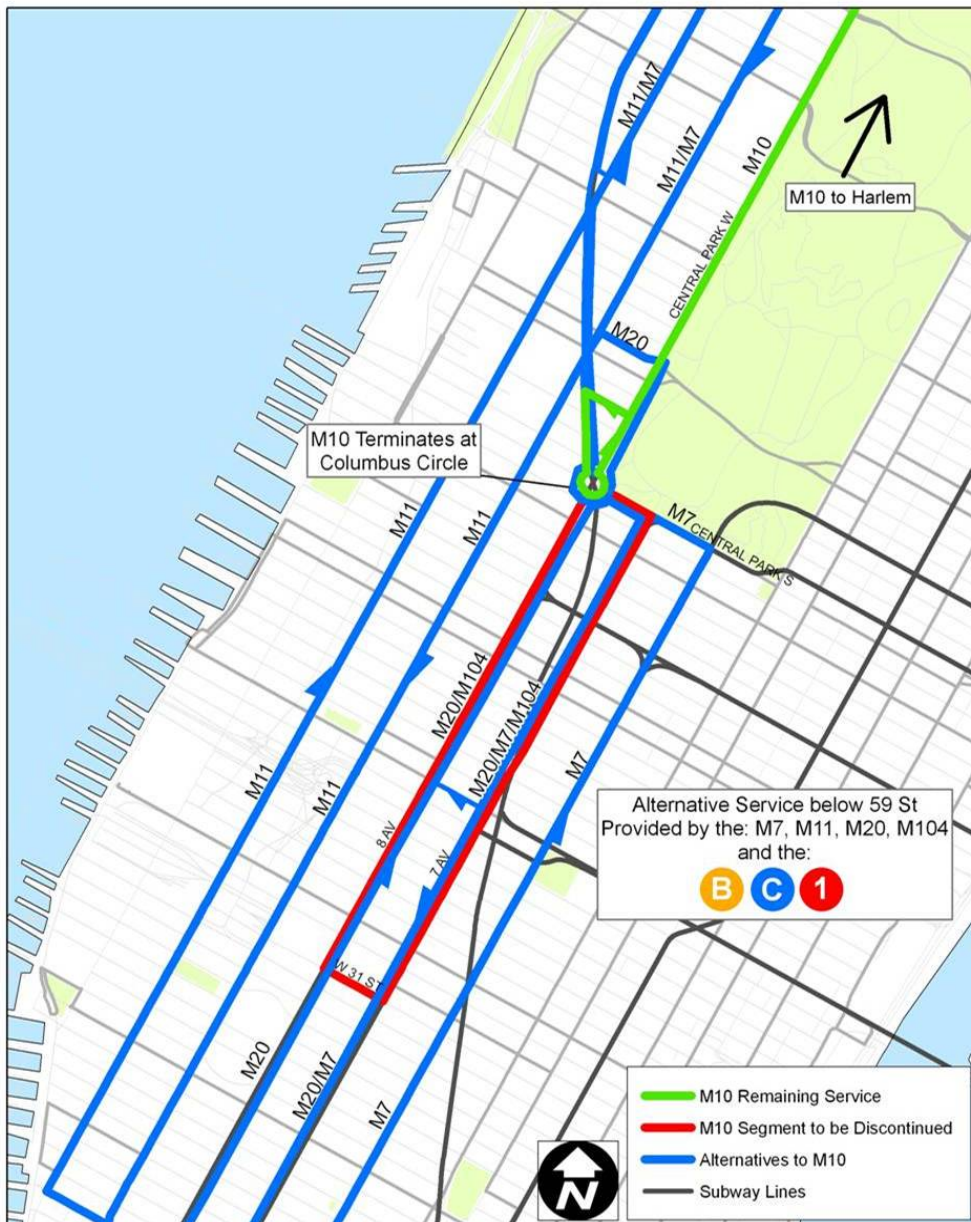 M11/M7
M11/M7
M10
M10 to Harlem
CENTRAL PARK W
M20
M10 Terminates at
Columbus Circle
M7
CENTRAL PARK S
M11
M11
M20/M104
M20/M7/M104
M7
M11
M11
8 AV
7 AV
Alternative Service below 59 St
Provided by the: M7, M11, M20, M104
and the:
B C 1
W 31 ST
M20
M20/M7
M7
M10 Remaining Service
M10 Segment to be Discontinued
Alternatives to M10
Subway Lines
N